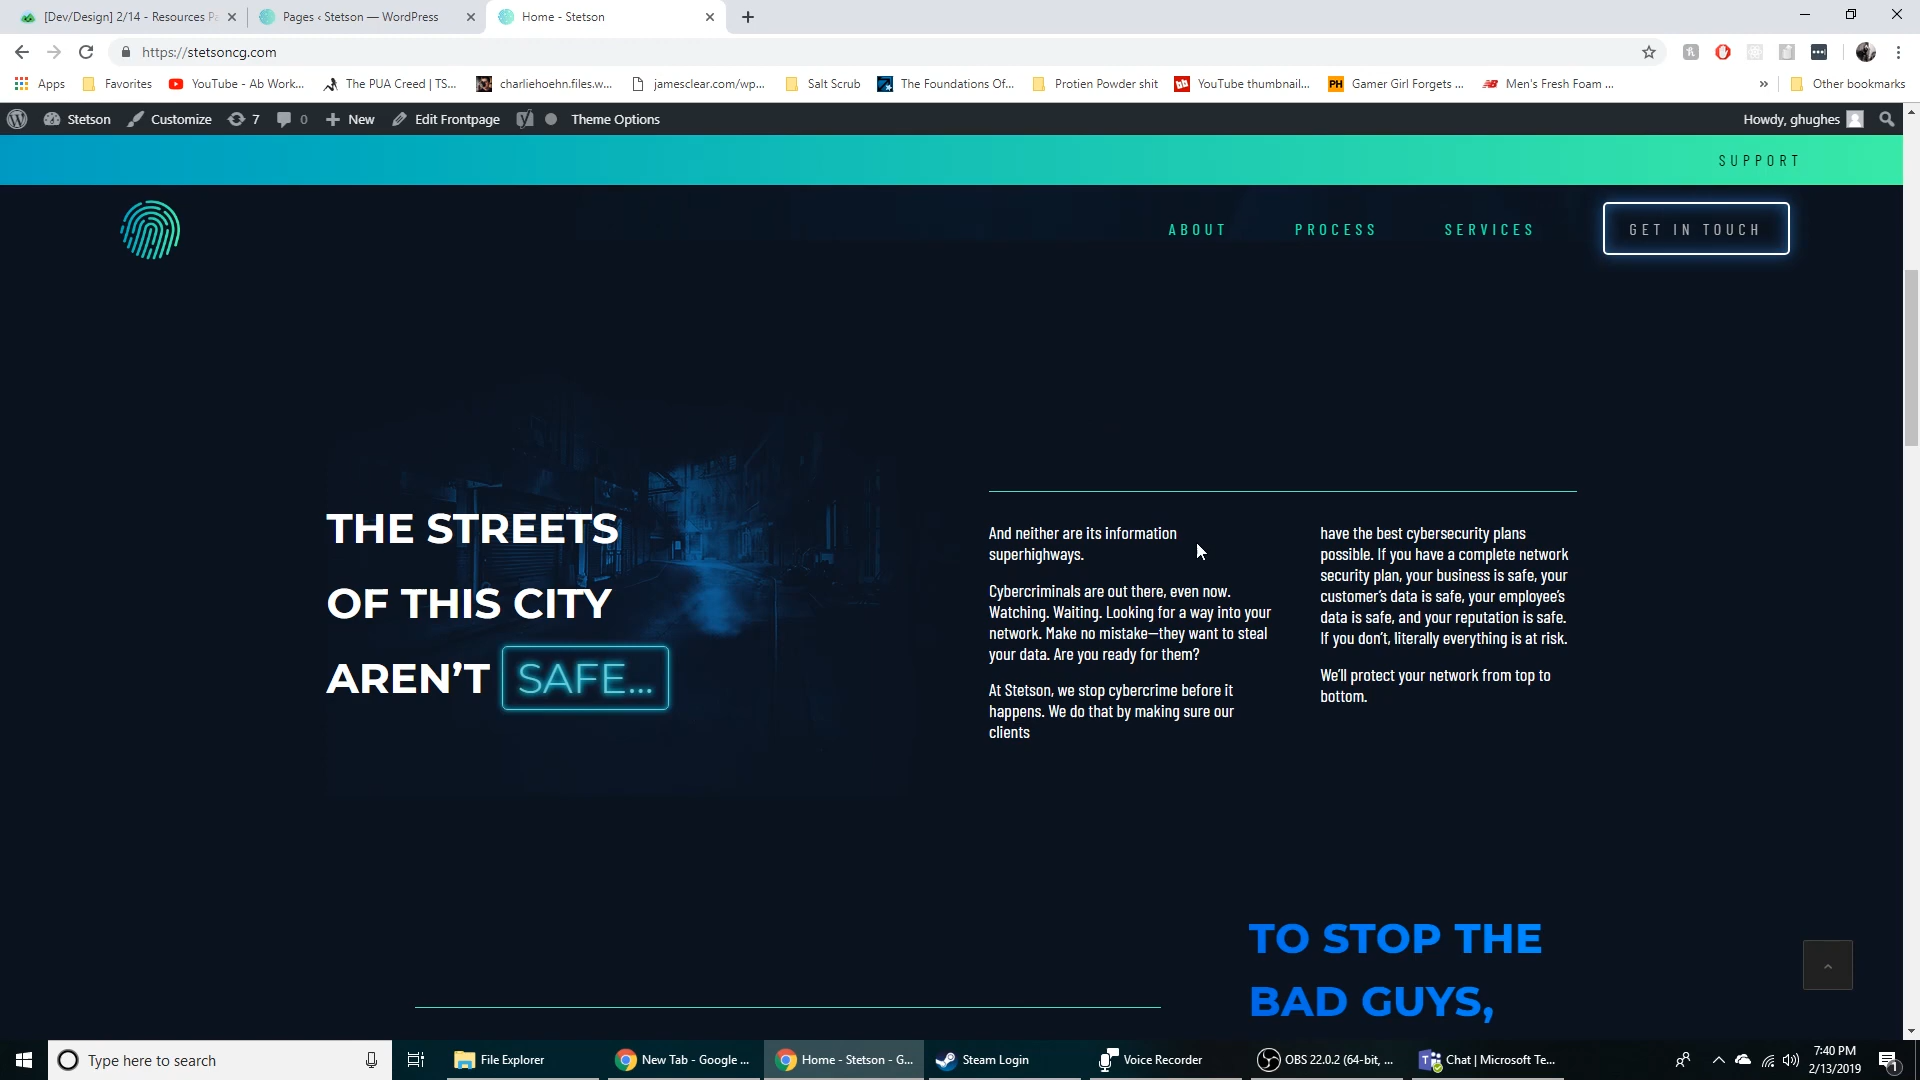 [Dev/Design] 2/14 - Resources Pa
Pages ‹ Stetson — WordPress
Home - Stetson
https://stetsoncg.com
Apps
Favorites
YouTube - Ab Work...
The PUA Creed | TS...
charliehoehn.files.w...
jamesclear.com/wp...
Salt Scrub
The Foundations Of...
Protien Powder shit
YouTube thumbnail...
PH
Gamer Girl Forgets ...
Men's Fresh Foam ...
»
Other bookmarks
Stetson
Customize
7
0
New
Edit Frontpage
Theme Options
Howdy, ghughes
SUPPORT
ABOUT
PROCESS
SERVICES
GET IN TOUCH
THE STREETS
OF THIS CITY
AREN’T SAFE...
And neither are its information
superhighways.
Cybercriminals are out there, even now.
Watching. Waiting. Looking for a way into your
network. Make no mistake—they want to steal
your data. Are you ready for them?
At Stetson, we stop cybercrime before it
happens. We do that by making sure our
clients
have the best cybersecurity plans
possible. If you have a complete network
security plan, your business is safe, your
customer’s data is safe, your employee’s
data is safe, and your reputation is safe.
If you don’t, literally everything is at risk.
We’ll protect your network from top to
bottom.
TO STOP THE
BAD GUYS,
Type here to search
File Explorer
New Tab - Google ...
Home - Stetson - G...
Steam Login
Voice Recorder
OBS 22.0.2 (64-bit, ...
Chat | Microsoft Te...
7:40 PM
2/13/2019
1